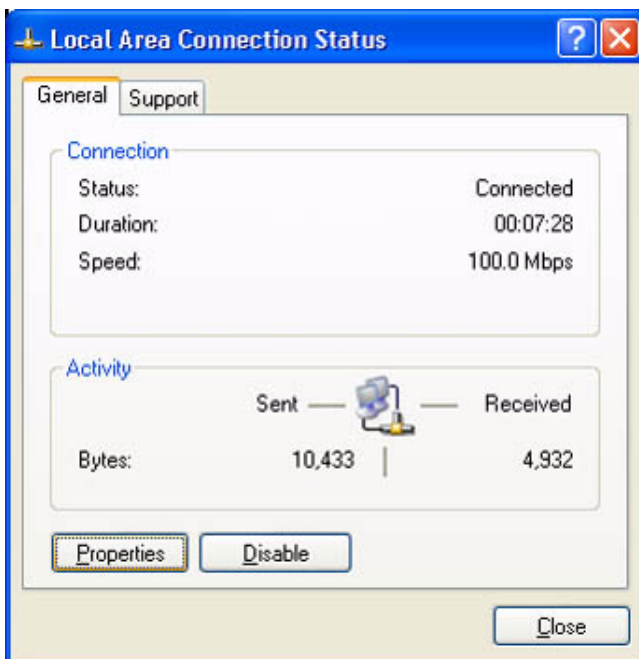 Local Area Connection Status
General Support
Connection
Status: Connected
Duration: 00:07:28
Speed: 100.0 Mbps
Activity
Sent Received
Bytes: 10,433 4,932
Properties Disable
Close